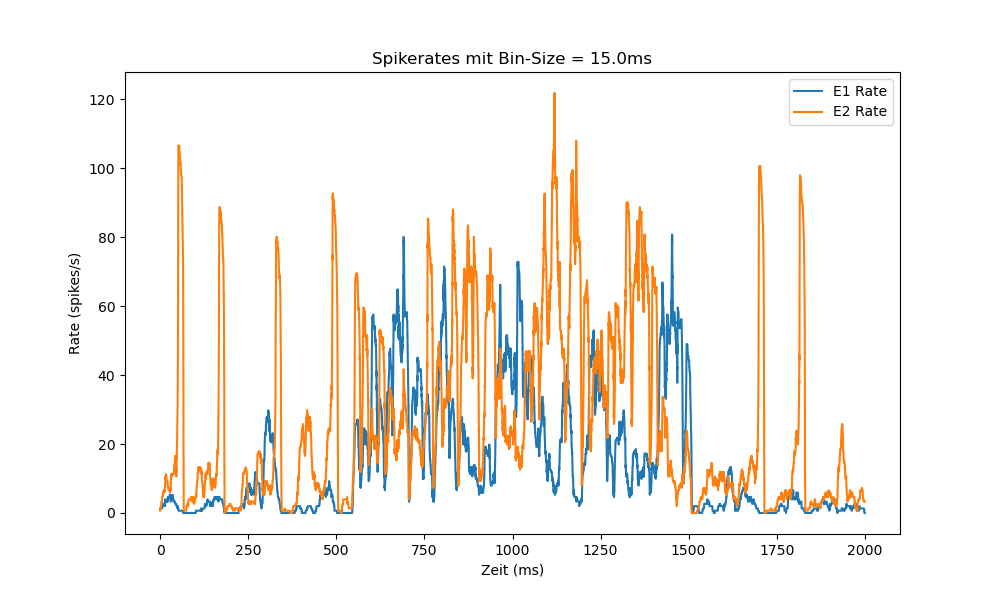 Spikerates mit Bin-Size = 15.0ms
E1 Rate
E2 Rate
Rate (spikes/s)
120
100
80
60
40
20
0
0 250 500 750 1000 1250 1500 1750 2000
Zeit (ms)